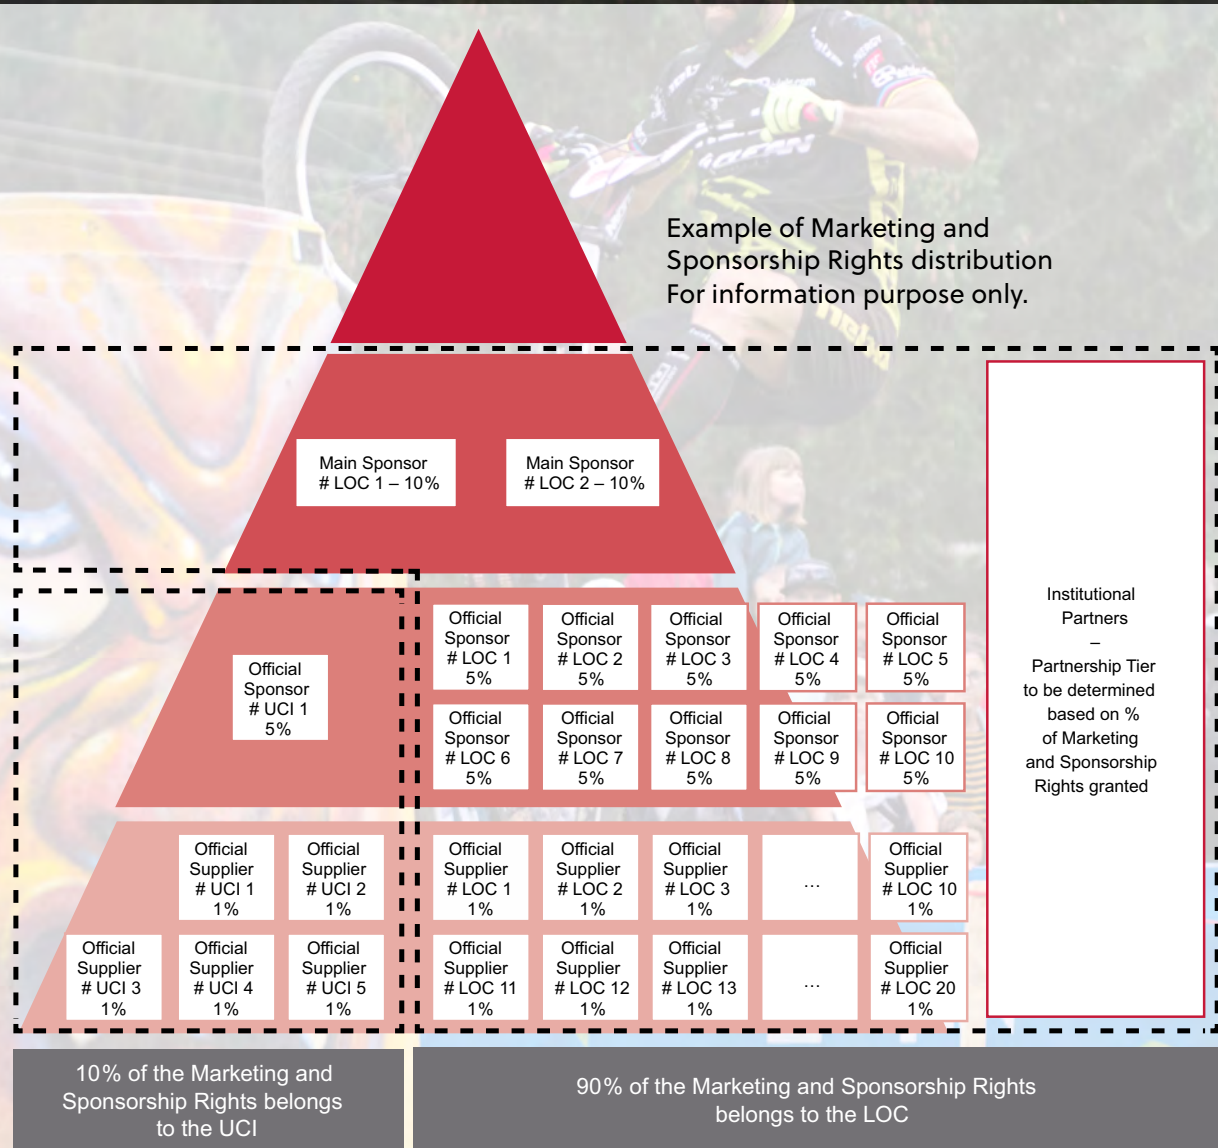 Example of Marketing and
Sponsorship Rights distribution
For information purpose only.
Main Sponsor
# LOC 1 – 10%
Main Sponsor
# LOC 2 – 10%
Official
Sponsor
# UCI 1
5%
Official
Sponsor
# LOC 1
5%
Official
Sponsor
# LOC 2
5%
Official
Sponsor
# LOC 3
5%
Official
Sponsor
# LOC 4
5%
Official
Sponsor
# LOC 5
5%
Official
Sponsor
# LOC 6
5%
Official
Sponsor
# LOC 7
5%
Official
Sponsor
# LOC 8
5%
Official
Sponsor
# LOC 9
5%
Official
Sponsor
# LOC 10
5%
Institutional
Partners
–
Partnership Tier
to be determined
based on %
of Marketing
and Sponsorship
Rights granted
Official
Supplier
# UCI 1
1%
Official
Supplier
# UCI 2
1%
Official
Supplier
# LOC 1
1%
Official
Supplier
# LOC 2
1%
Official
Supplier
# LOC 3
1%
...
Official
Supplier
# LOC 10
1%
Official
Supplier
# UCI 3
1%
Official
Supplier
# UCI 4
1%
Official
Supplier
# UCI 5
1%
Official
Supplier
# LOC 11
1%
Official
Supplier
# LOC 12
1%
Official
Supplier
# LOC 13
1%
...
Official
Supplier
# LOC 20
1%
10% of the Marketing and
Sponsorship Rights belongs
to the UCI
90% of the Marketing and Sponsorship Rights
belongs to the LOC